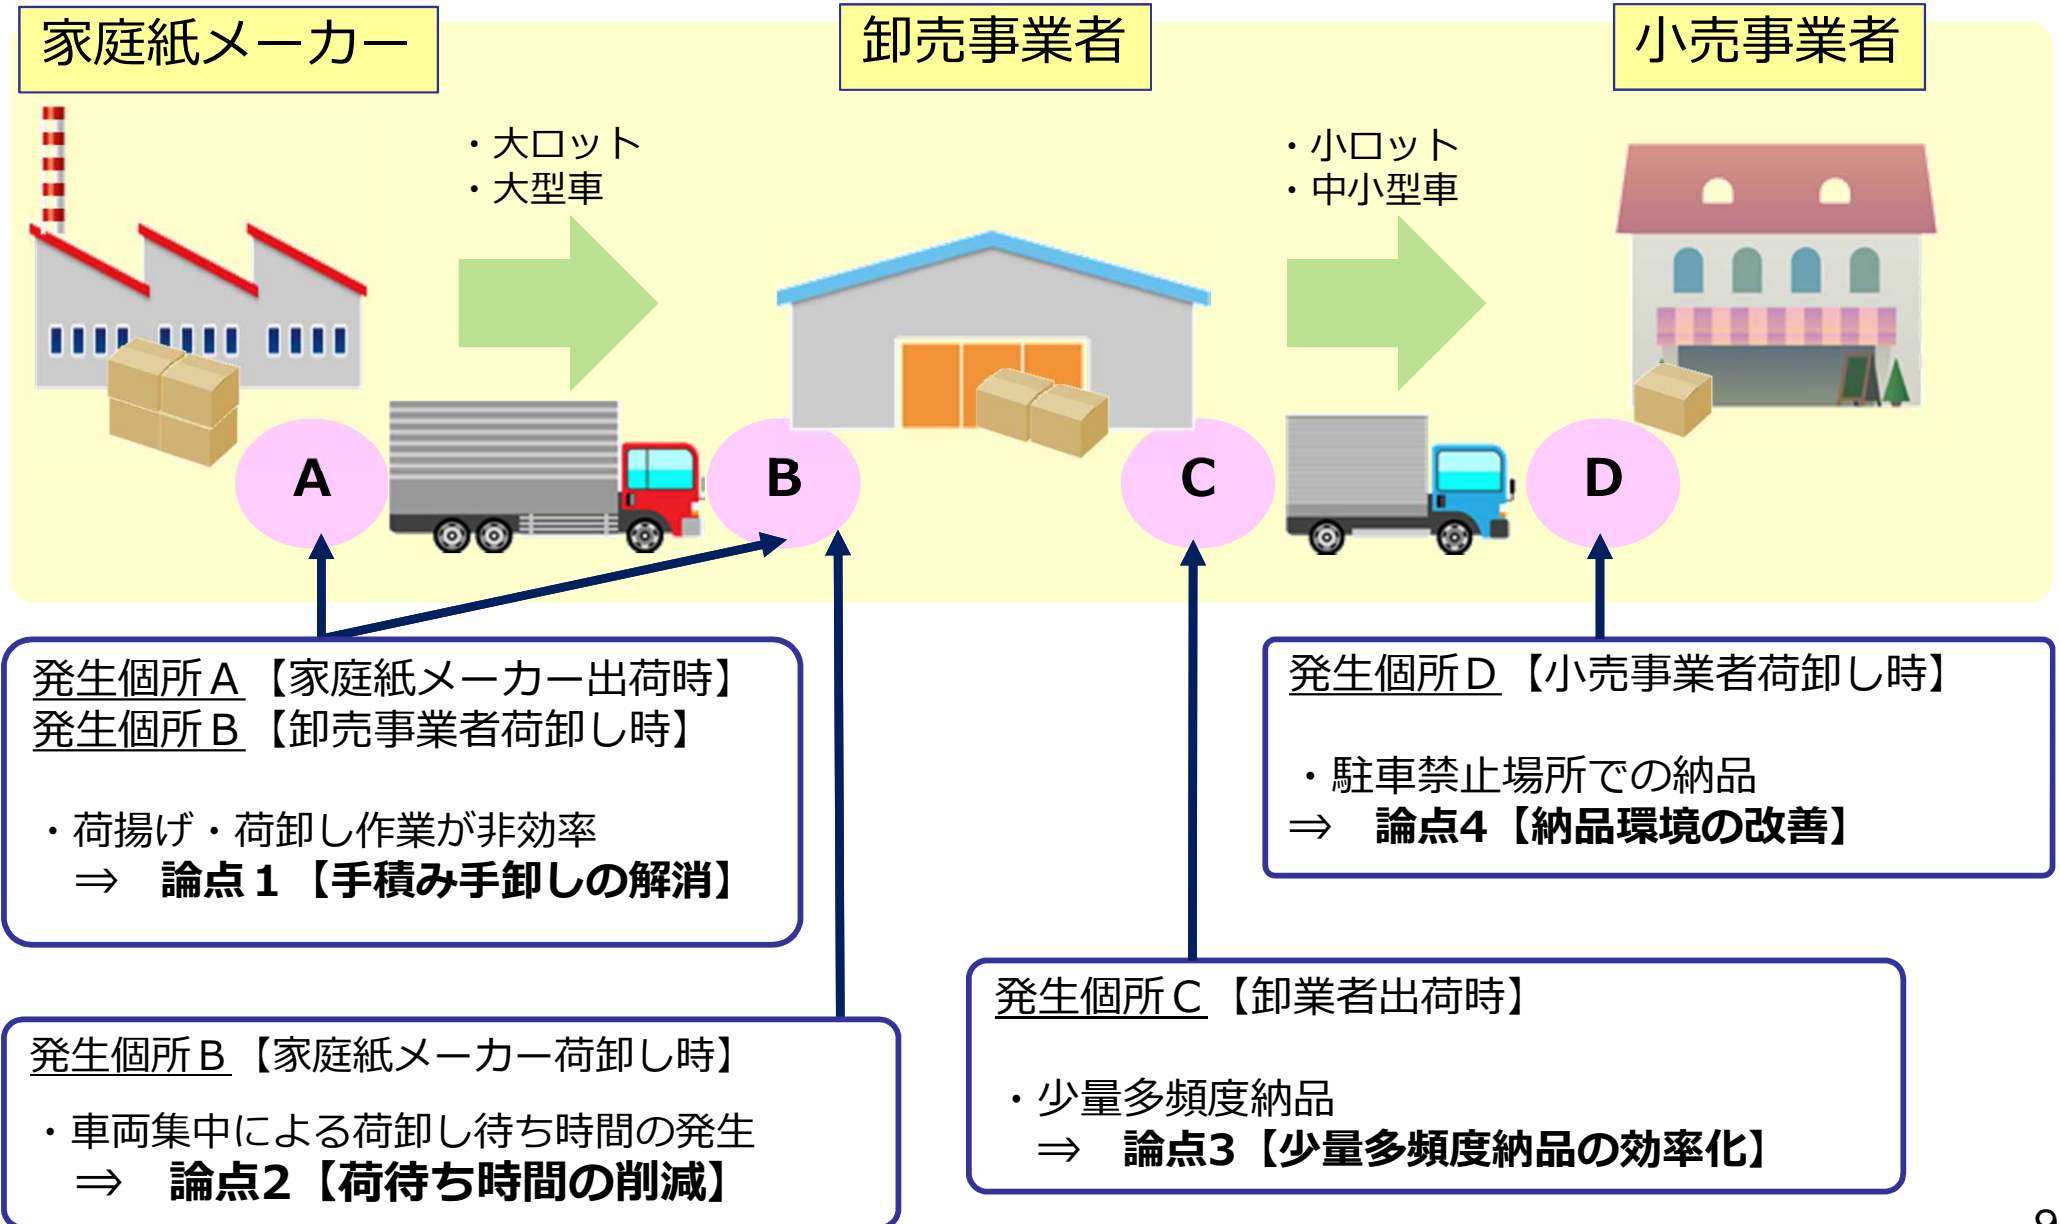 家庭紙メーカー
卸売事業者
小売事業者
・大ロット
・大型車
・小ロット
・中小型車
A
B
C
D
発生個所Ａ【家庭紙メーカー出荷時】
発生個所Ｂ【卸売事業者荷卸し時】
・荷揚げ・荷卸し作業が非効率
⇒　論点１【手積み手卸しの解消】
発生個所Ｄ【小売事業者荷卸し時】
・駐車禁止場所での納品
⇒　論点4【納品環境の改善】
発生個所Ｂ【家庭紙メーカー荷卸し時】
・車両集中による荷卸し待ち時間の発生
⇒　論点2【荷待ち時間の削減】
発生個所Ｃ【卸業者出荷時】
・少量多頻度納品
⇒　論点3【少量多頻度納品の効率化】
9